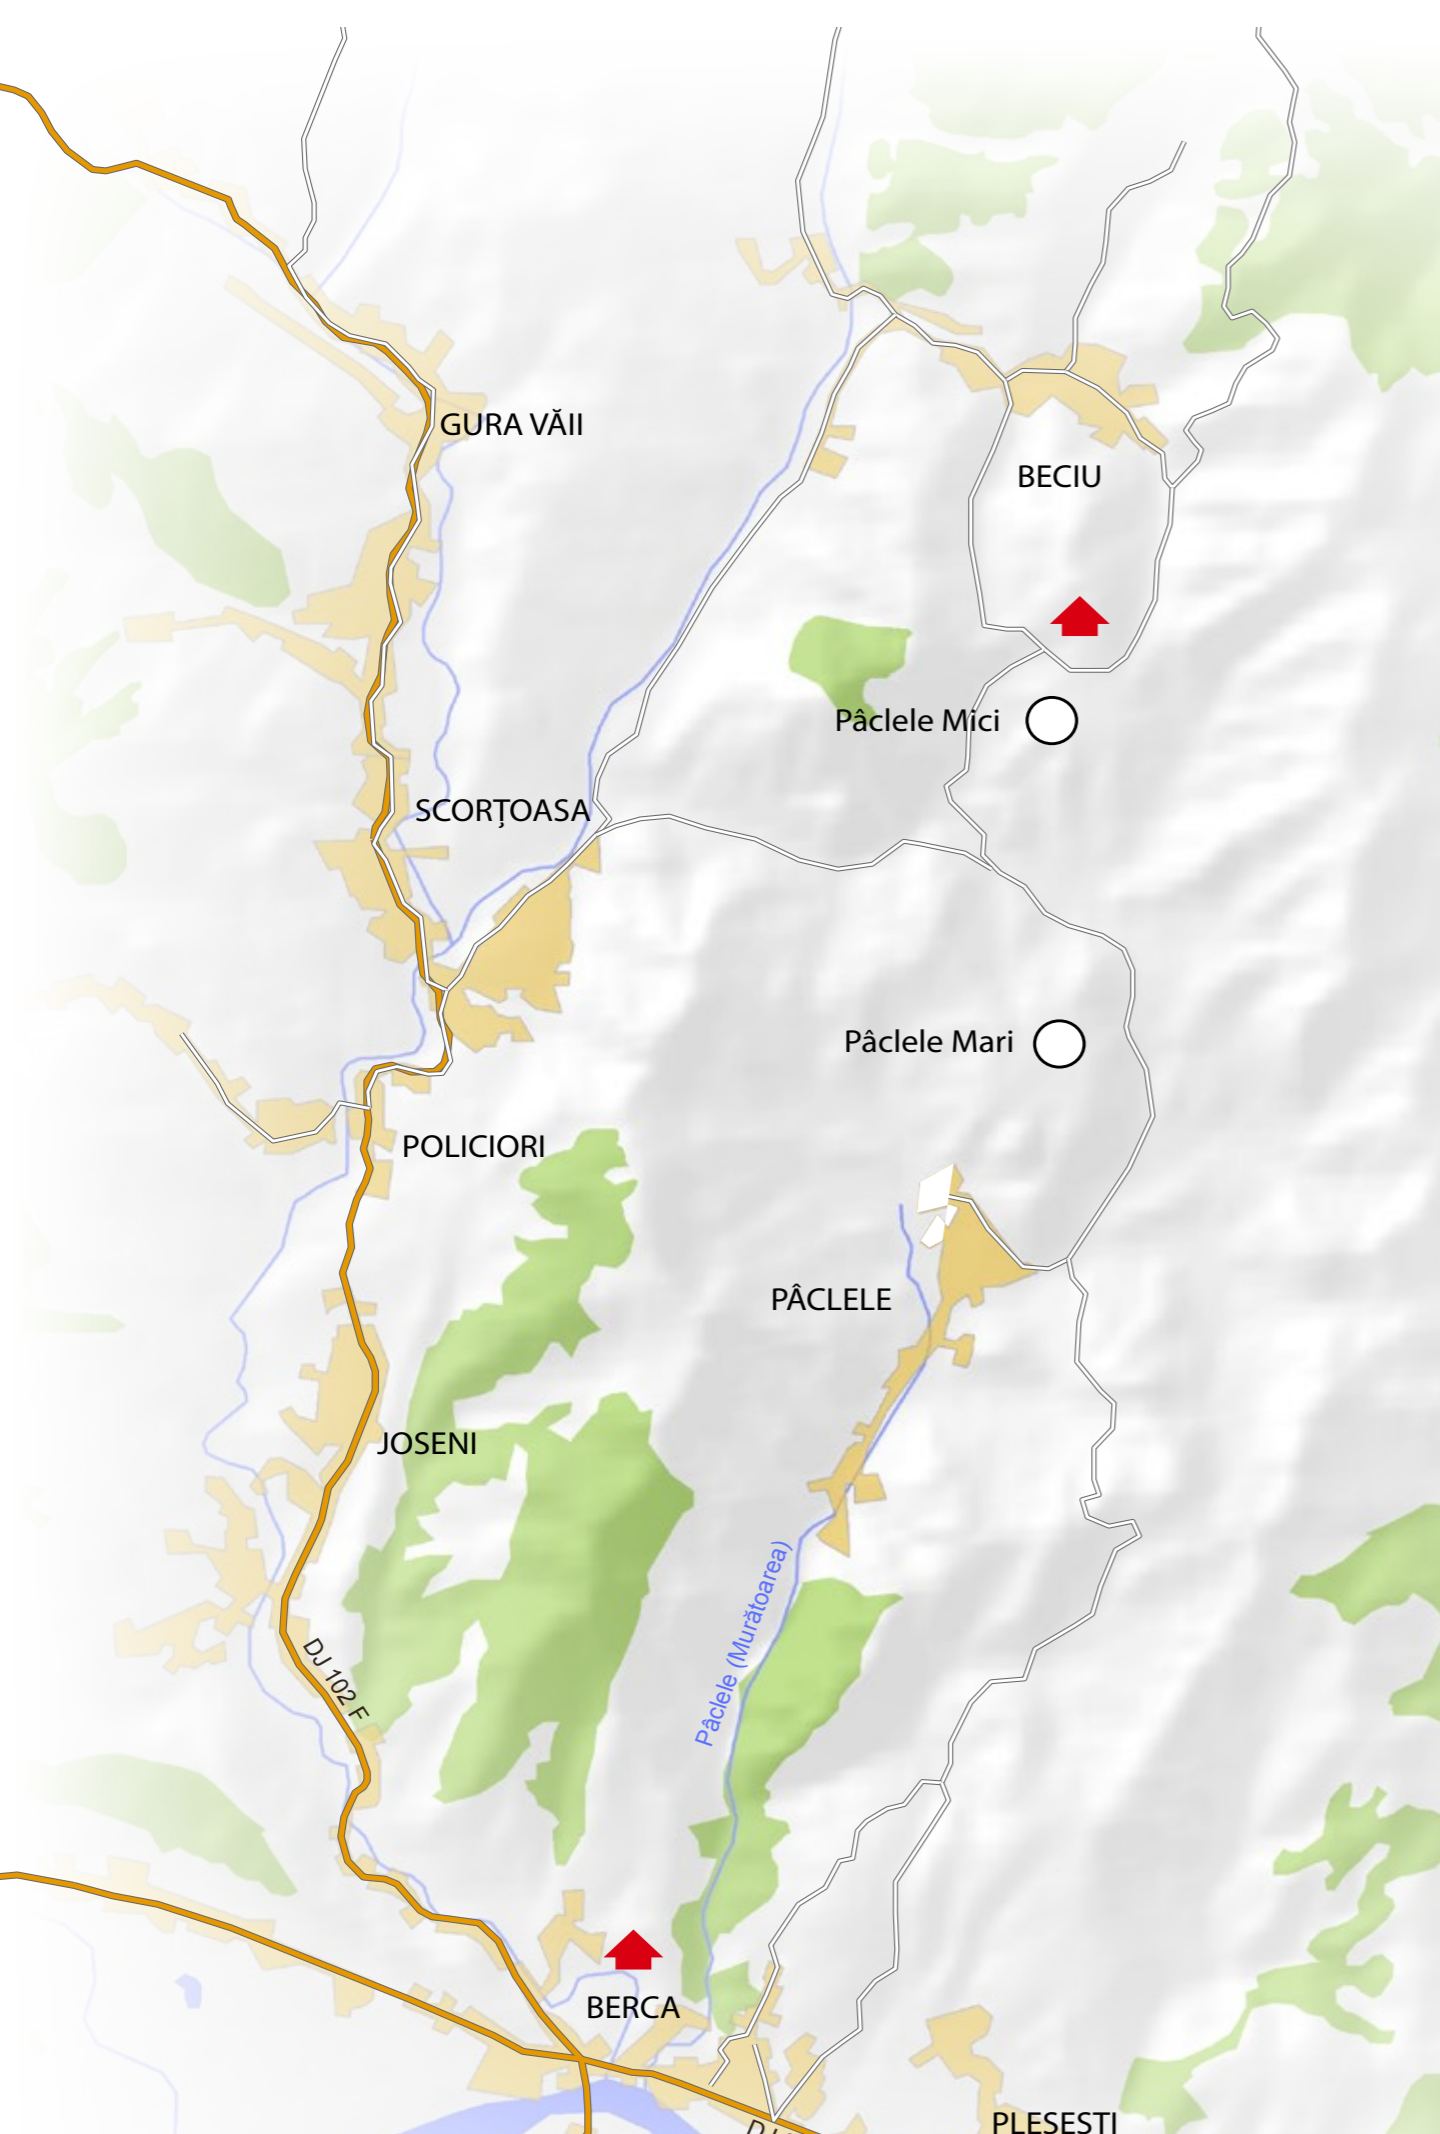 GURA VĂII
BECIU
Pâclele Mici
SCORȚOASA
Pâclele Mari
POLICIORI
PÂCLELE
JOSENI
Pâclele (Murătoarea)
DJ 102 F
BERCA
PLESESTI